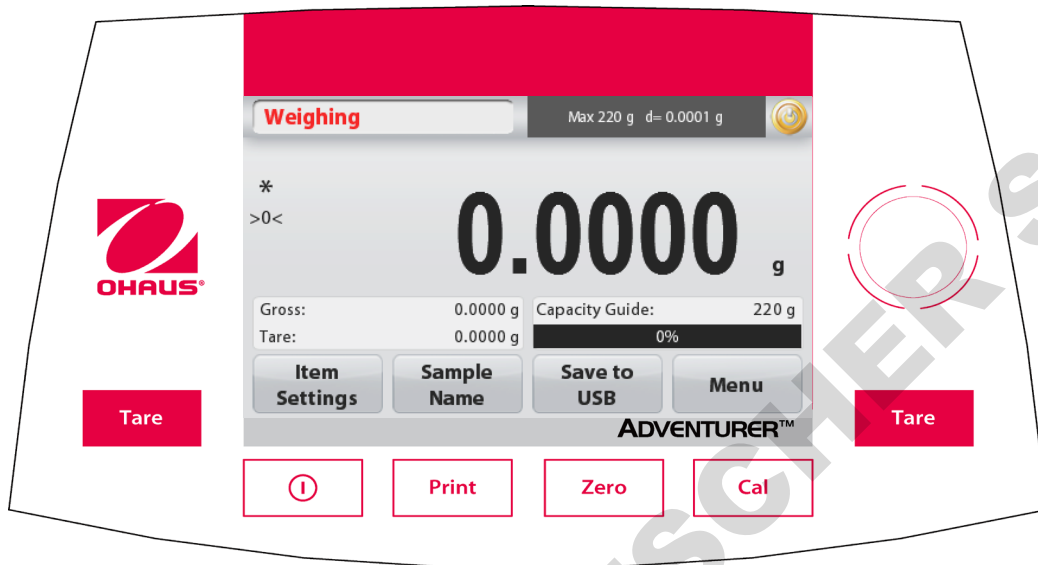 Weighing
Max 220 g d= 0.0001 g
*
>0<
0.0000 g
OHAUS®
Gross: 0.0000 g
Capacity Guide: 220 g
Tare: 0.0000 g
0%
Item Settings
Sample Name
Save to USB
Menu
Tare
ADVENTURER™
Tare
Print
Zero
Cal
SCHER S